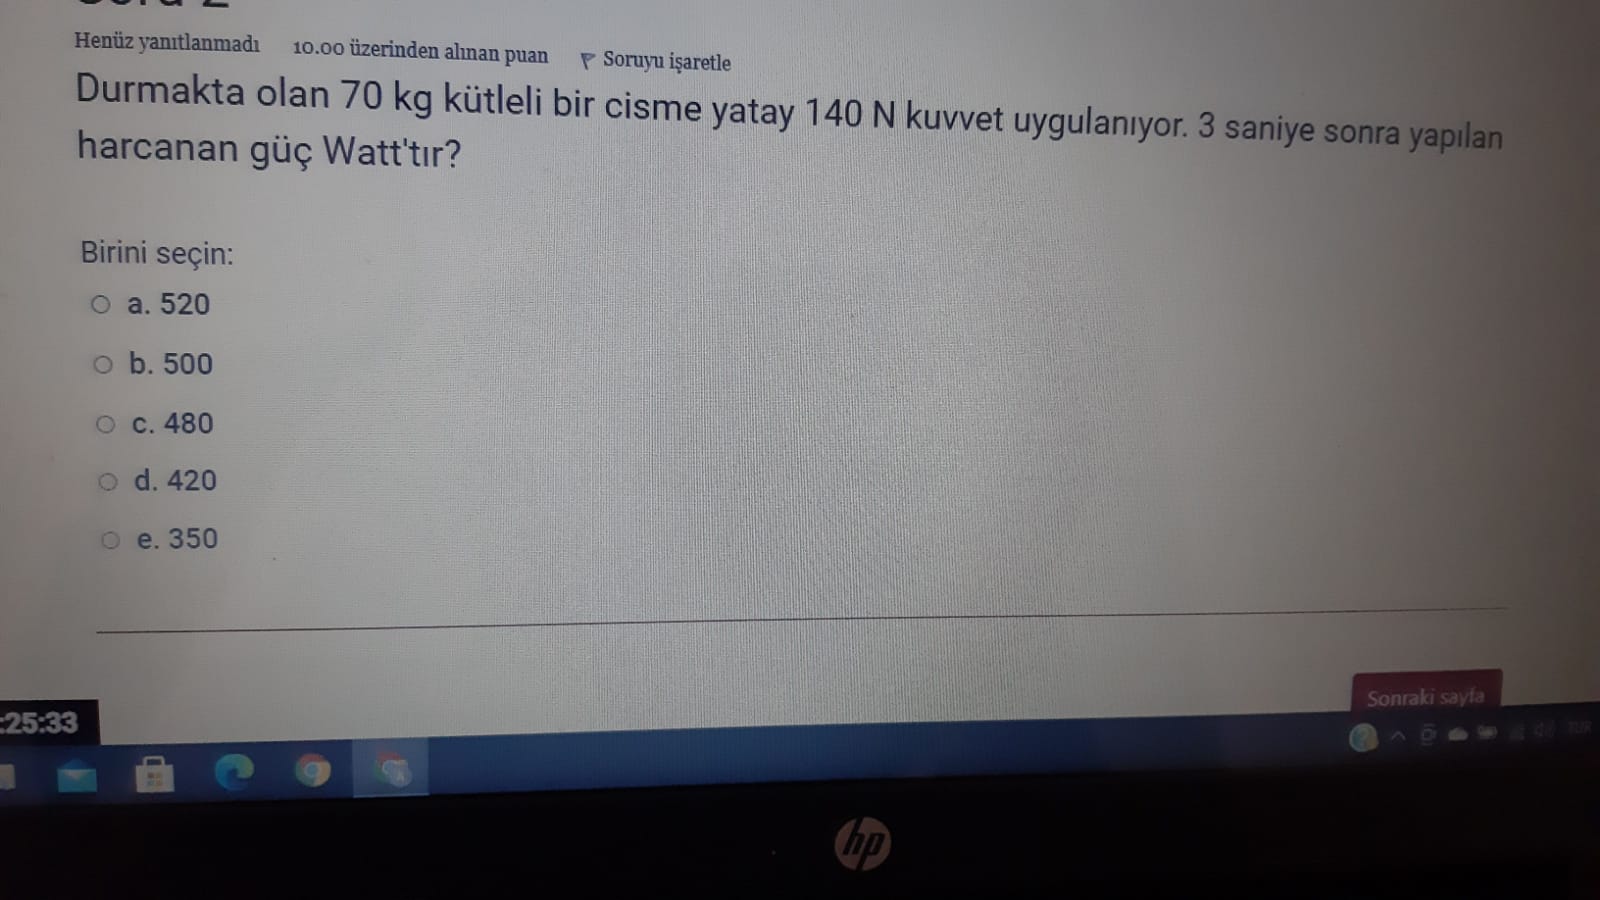 Henüz yanıtlanmadı 10.00 üzerinden alınan puan Soruyu işaretle
Durmakta olan 70 kg kütleli bir cisme yatay 140 N kuvvet uygulanıyor. 3 saniye sonra yapılan
harcanan güç Watt'tır?
Birini seçin:
a. 520
b. 500
c. 480
d. 420
e. 350
Sonraki sayfa
:25:33
TUR
hp